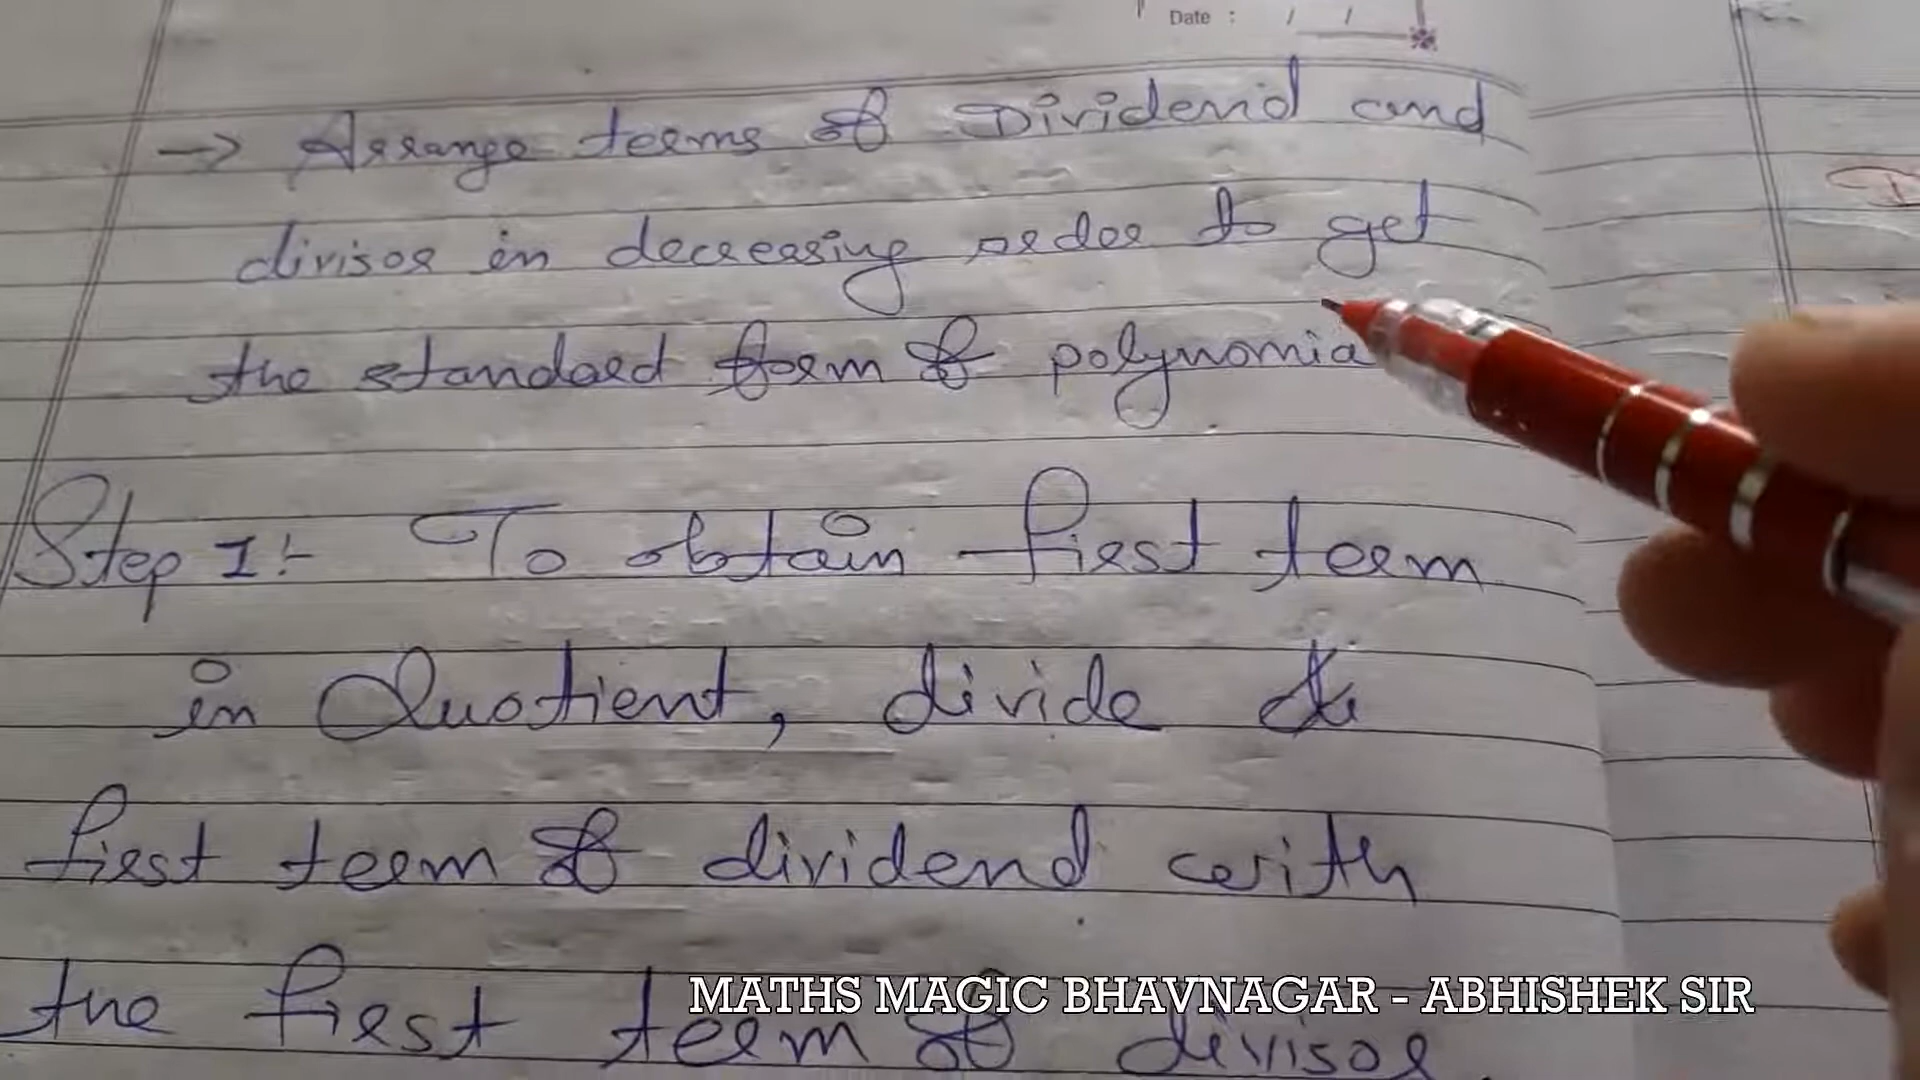 Date : / /
→ Arrange terms of Dividend and
divisor in decreasing order to get
the standard form of polynomia
Step 1:- To obtain first term
in Quotient, divide
first term of dividend with
the first term of divisor.
MATHS MAGIC BHAVNAGAR - ABHISHEK SIR